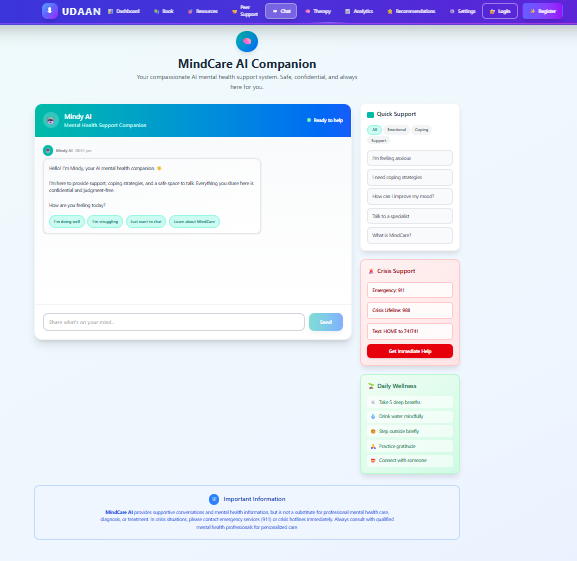 UDAAN
Dashboard
Book
Resources
Peer
Support
Chat
Therapy
Analytics
Recommendations
Settings
Login
Register
MindCare AI Companion
Your compassionate AI mental health support system. Safe, confidential, and always
here for you.
Mindy AI
Mental Health Support Companion
Ready to help
Mindy AI
Hello! I'm Mindy, your AI mental health companion.
I'm here to provide support, coping strategies, and a safe space to talk. Everything you share here is
confidential and judgment-free.
How are you feeling today?
I'm doing well
I'm struggling
Just want to chat
Learn about MindCare
Share what's on your mind...
Send
Quick Support
All
Emotional
Coping
Support
I'm feeling anxious
I need coping strategies
How can I improve my mood?
Talk to a specialist
What is MindCare?
Crisis Support
Emergency: 911
Crisis Lifeline: 988
Text: HOME to 741741
Get Immediate Help
Daily Wellness
Take 5 deep breaths
Drink water mindfully
Step outside briefly
Practice gratitude
Connect with someone
Important Information
MindCare AI provides supportive conversations and mental health information, but is not a substitute for professional mental health care,
diagnosis, or treatment. In crisis situations, please contact emergency services (911) or crisis hotlines immediately. Always consult with qualified
mental health professionals for personalized care.